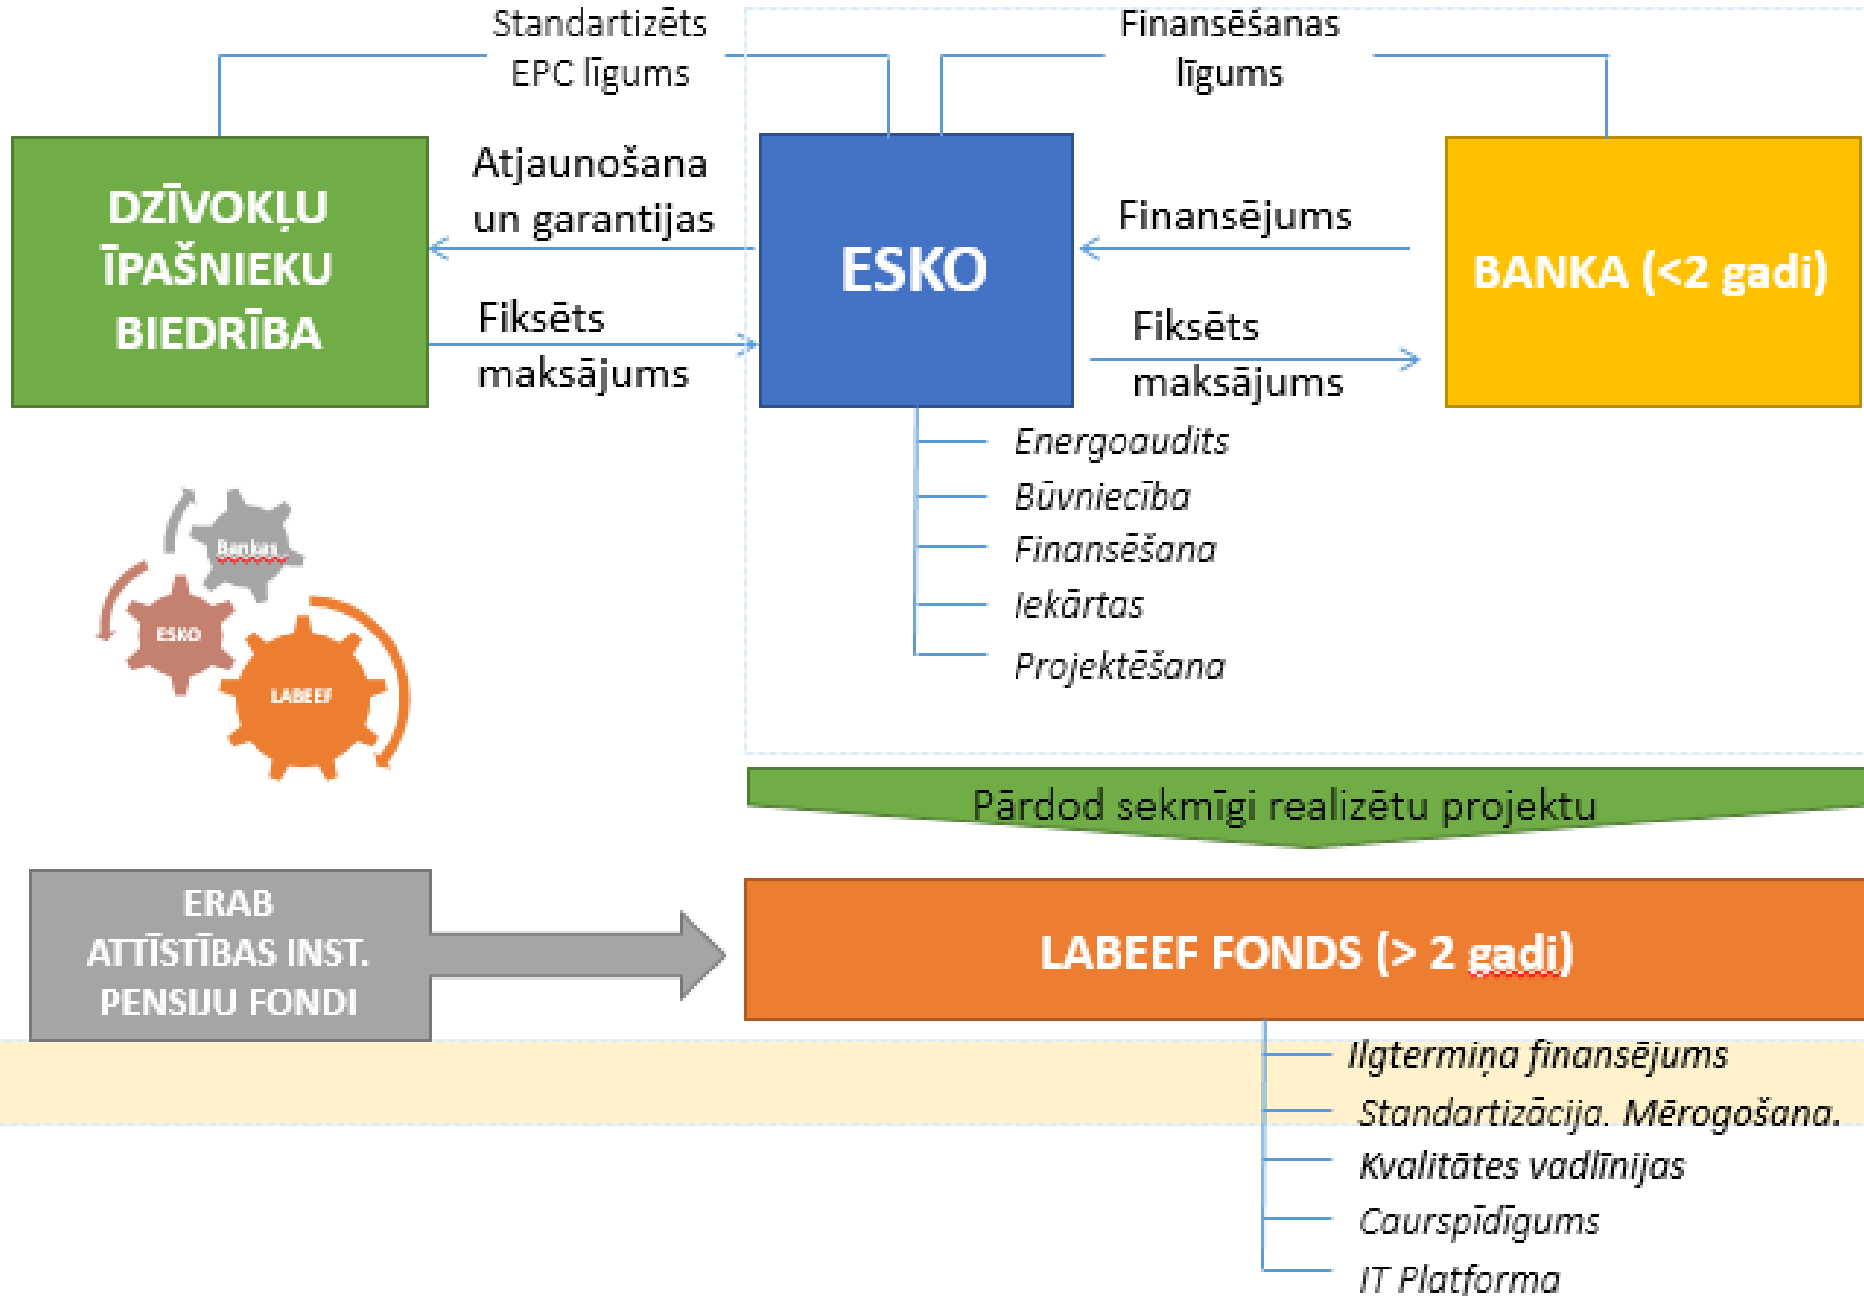 Standartizēts
EPC līgums
Finansēšanas
līgums
DZĪVOKĻU
ĪPAŠNIEKU
BIEDRĪBA
Atjaunošana
un garantijas
Fiksēts
maksājums
ESKO
Finansējums
Fiksēts
maksājums
BANKA (<2 gadi)
Energoaudits
Būvniecība
Finansēšana
Iekārtas
Projektēšana
Bankas
ESKO
LABEEF
Pārdod sekmīgi realizētu projektu
ERAB
ATTĪSTĪBAS INST.
PENSIJU FONDI
LABEEF FONDS (> 2 gadi)
Ilgtermiņa finansējums
Standartizācija. Mērogošana.
Kvalitātes vadlīnijas
Caurspīdīgums
IT Platforma